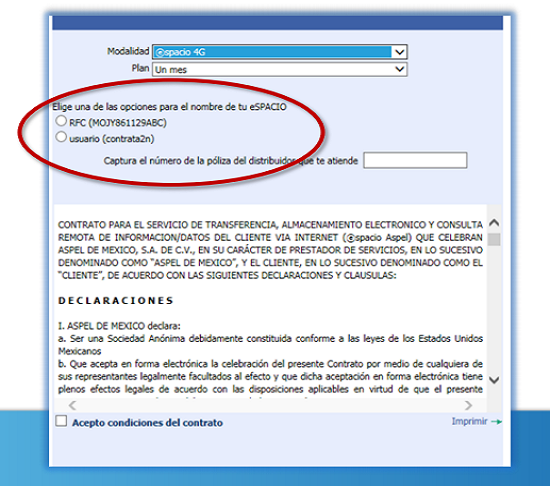 Modalidad @spacio 4G
Plan Un mes
Elige una de las opciones para el nombre de tu eSPACIO
RFC (MOJY861129ABC)
usuario (contrata2n)
Captura el número de la póliza del distribuidor que te atiende
CONTRATO PARA EL SERVICIO DE TRANSFERENCIA, ALMACENAMIENTO ELECTRONICO Y CONSULTA
REMOTA DE INFORMACION/DATOS DEL CLIENTE VIA INTERNET (@spacio Aspel) QUE CELEBRAN
ASPEL DE MEXICO, S.A. DE C.V., EN SU CARÁCTER DE PRESTADOR DE SERVICIOS, EN LO SUCESIVO
DENOMINADO COMO "ASPEL DE MEXICO", Y EL CLIENTE, EN LO SUCESIVO DENOMINADO COMO EL
"CLIENTE", DE ACUERDO CON LAS SIGUIENTES DECLARACIONES Y CLAUSULAS:
D E C L A R A C I O N E S
I. ASPEL DE MEXICO declara:
a. Ser una Sociedad Anónima debidamente constituida conforme a las leyes de los Estados Unidos
Mexicanos
b. Que acepta en forma electrónica la celebración del presente Contrato por medio de cualquiera de
sus representantes legalmente facultados al efecto y que dicha aceptación en forma electrónica tiene
plenos efectos legales de acuerdo con las disposiciones aplicables en virtud de que el presente
Acepto condiciones del contrato
Imprimir